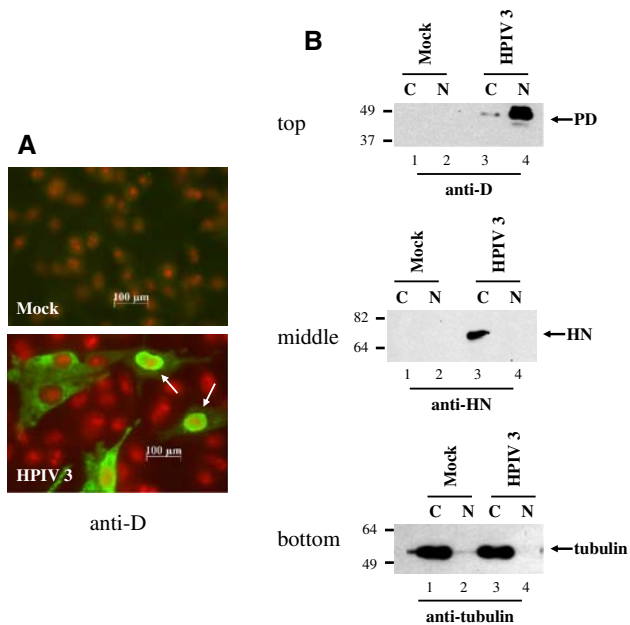 A
Mock
100 µm
HPIV 3
100 µm
anti-D
B
top
Mock
HPIV 3
C N C N
49
37
PD
1 2 3 4
anti-D
middle
Mock
HPIV 3
C N C N
82
64
HN
1 2 3 4
anti-HN
bottom
Mock
HPIV 3
C N C N
64
49
tubulin
1 2 3 4
anti-tubulin